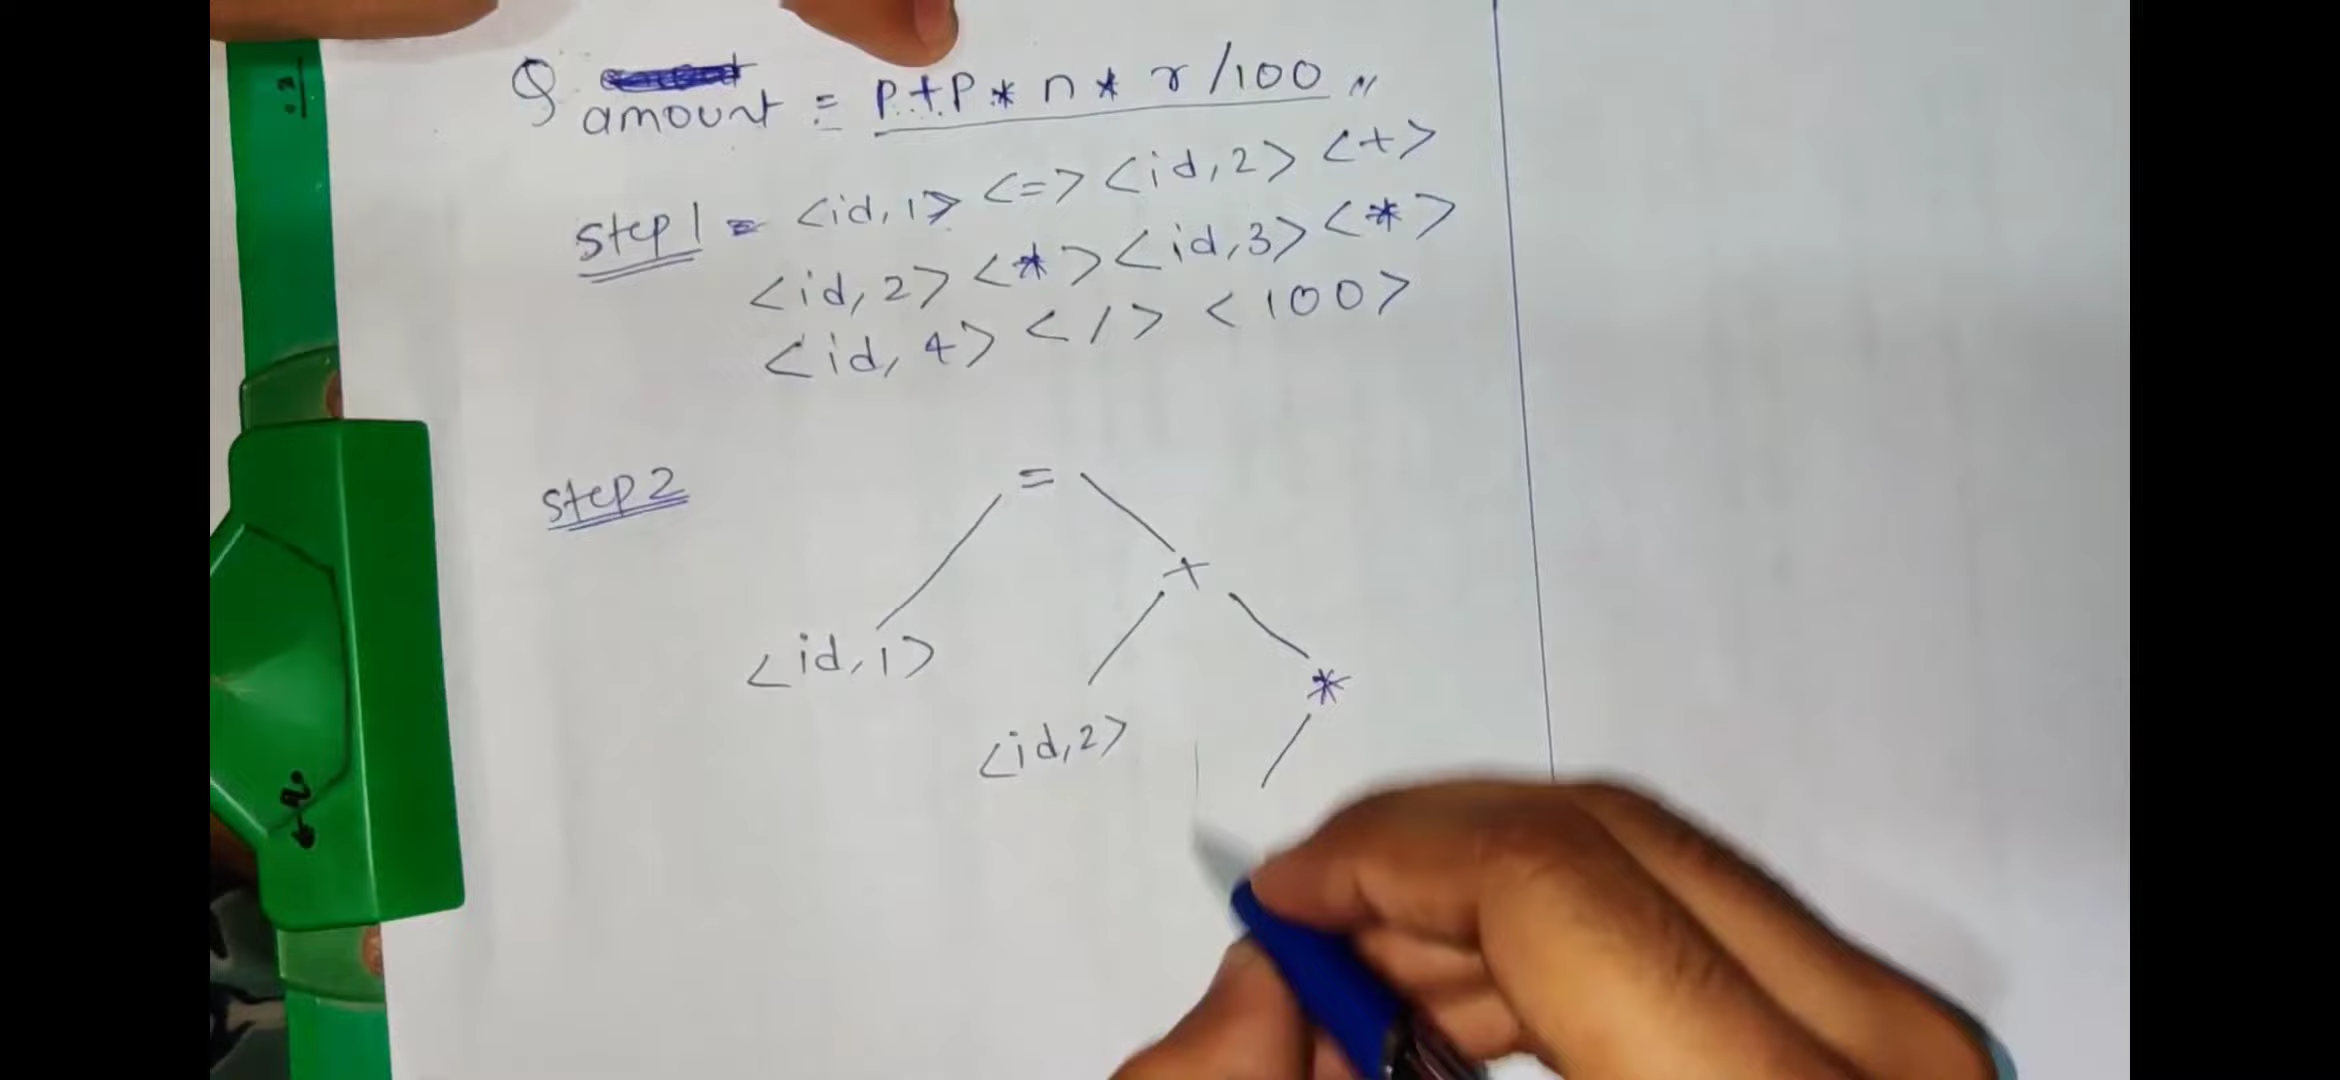 Q amount = P+P * n * r /100 "
Step 1 = <id, 1> <=> <id, 2> <+>
<id, 2> <*> <id, 3> <*>
<id, 4> </> <100>
Step 2
=
+
<id, 1>
*
<id, 2>